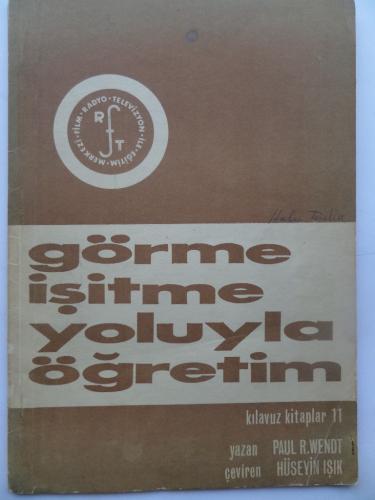 FİLM • RADYO • TELEVİZYON • İLE • EĞİTİM • MERKEZİ
RFT
görme
işitme
yoluyla
öğretim
kılavuz kitaplar 11
yazan PAUL R.WENDT
çeviren HÜSEYİN IŞIK